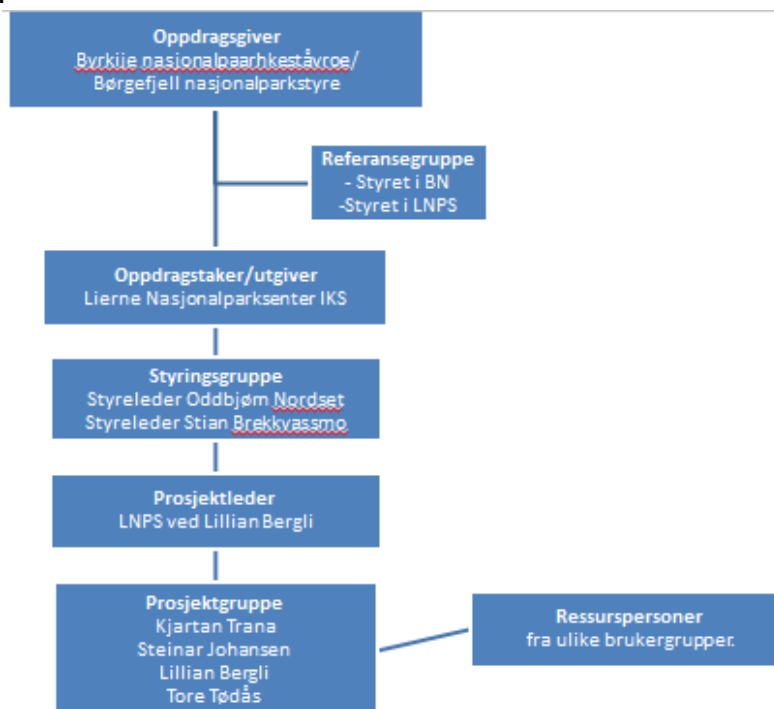 Oppdragsgiver
Byrkije nasjonalpaarhkeståvroe/
Børgefjell nasjonalparkstyre
Referansegruppe
- Styret i BN
-Styret i LNPS
Oppdragstaker/utgiver
Lierne Nasjonalparksenter IKS
Styringsgruppe
Styreleder Oddbjørn Nordset
Styreleder Stian Brekkvassmo
Prosjektleder
LNPS ved Lillian Bergli
Prosjektgruppe
Kjartan Trana
Steinar Johansen
Lillian Bergli
Tore Tødås
Ressurspersoner
fra ulike brukergrupper.